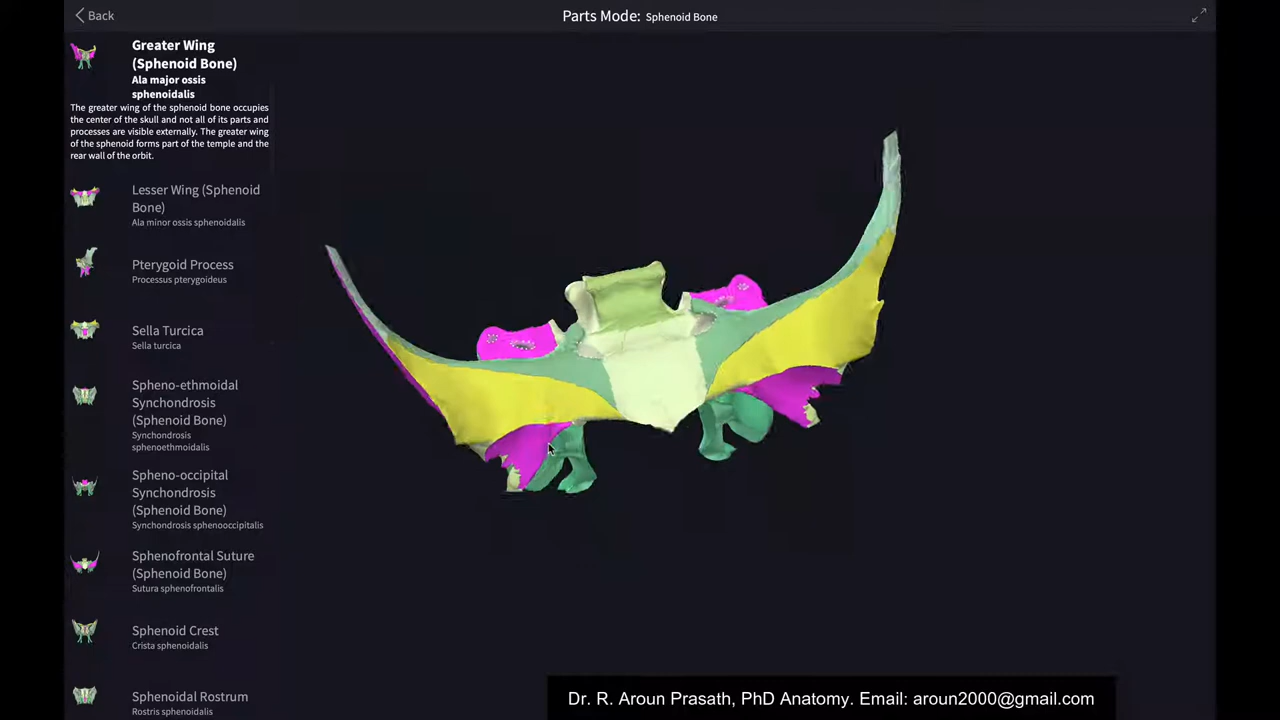 Back
Parts Mode: Sphenoid Bone
Greater Wing
(Sphenoid Bone)
Ala major ossis
sphenoidalis
The greater wing of the sphenoid bone occupies
the center of the skull and not all of its parts and
processes are visible externally. The greater wing
of the sphenoid forms part of the temple and the
rear wall of the orbit.
Lesser Wing (Sphenoid
Bone)
Ala minor ossis sphenoidalis
Pterygoid Process
Processus pterygoideus
Sella Turcica
Sella turcica
Spheno-ethmoidal
Synchondrosis
(Sphenoid Bone)
Synchondrosis
sphenoethmoidalis
Spheno-occipital
Synchondrosis
(Sphenoid Bone)
Synchondrosis sphenooccipitalis
Sphenofrontal Suture
(Sphenoid Bone)
Sutura sphenofrontalis
Sphenoid Crest
Crista sphenoidalis
Sphenoidal Rostrum
Rostris sphenoidalis
Dr. R. Aroun Prasath, PhD Anatomy. Email: aroun2000@gmail.com